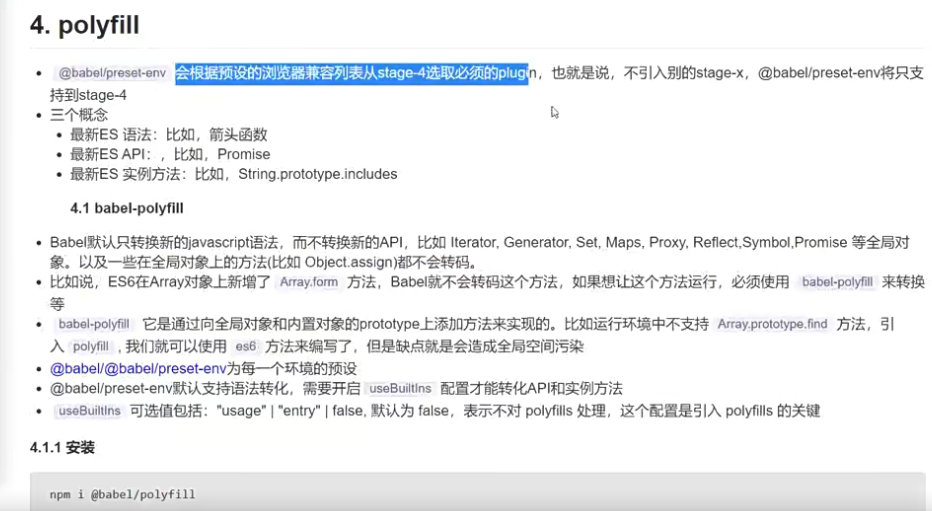 4. polyfill
@babel/preset-env 会根据预设的浏览器兼容列表从stage-4选取必须的plugin，也就是说，不引入别的stage-x，@babel/preset-env将只支
持到stage-4
三个概念
最新ES 语法：比如，箭头函数
最新ES API：，比如，Promise
最新ES 实例方法：比如，String.prototype.includes
4.1 babel-polyfill
Babel默认只转换新的javascript语法，而不转换新的API，比如 Iterator, Generator, Set, Maps, Proxy, Reflect,Symbol,Promise 等全局对
象。以及一些在全局对象上的方法(比如 Object.assign)都不会转码。
比如说，ES6在Array对象上新增了 Array.form 方法，Babel就不会转码这个方法，如果想让这个方法运行，必须使用 babel-polyfill 来转换
等
babel-polyfill 它是通过向全局对象和内置对象的prototype上添加方法来实现的。比如运行环境中不支持 Array.prototype.find 方法，引
入 polyfill , 我们就可以使用 es6 方法来编写了，但是缺点就是会造成全局空间污染
@babel/@babel/preset-env为每一个环境的预设
@babel/preset-env默认支持语法转化，需要开启 useBuiltIns 配置才能转化API和实例方法
useBuiltIns 可选值包括："usage" | "entry" | false, 默认为 false，表示不对 polyfills 处理，这个配置是引入 polyfills 的关键
4.1.1 安装
npm i @babel/polyfill